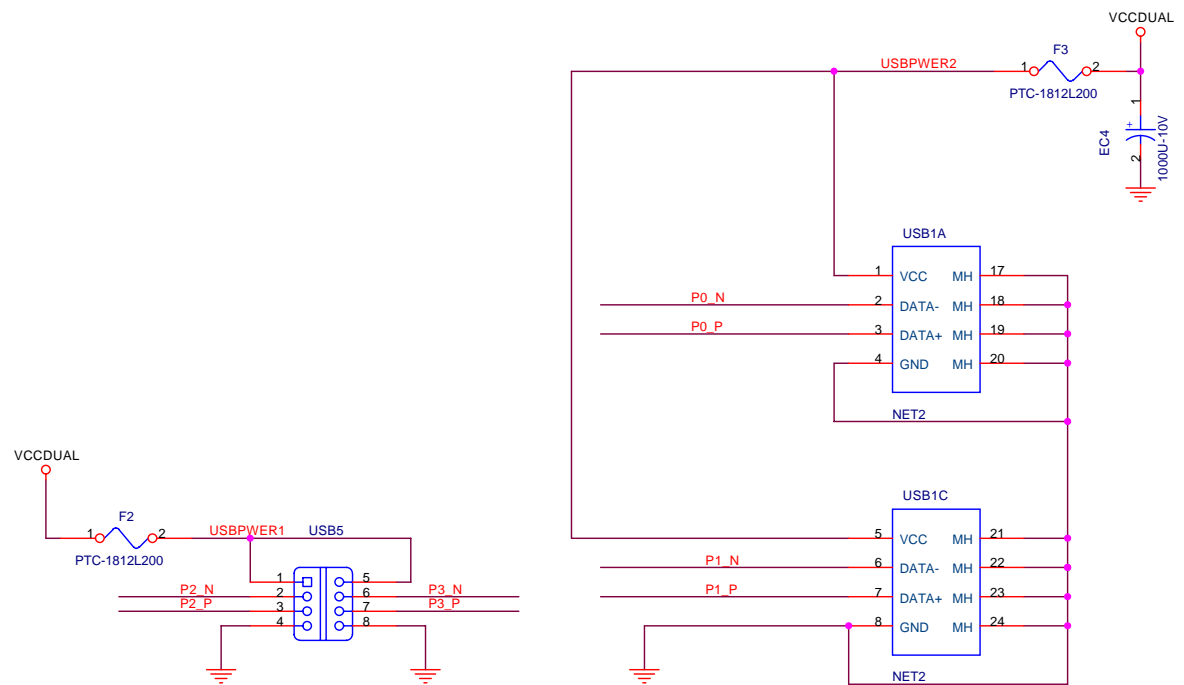 VCCDUAL
F3
USBPWER2
1 2
PTC-1812L200
1
+
EC4
1000U-10V
2
USB1A
1 VCC MH 17
P0_N 2 DATA- MH 18
P0_P 3 DATA+ MH 19
4 GND MH 20
NET2
VCCDUAL
USB1C
F2
1 2 USBPWER1 USB5
PTC-1812L200
5 VCC MH 21
P1_N 6 DATA- MH 22
P1_P 7 DATA+ MH 23
8 GND MH 24
NET2
1 5
P2_N 2 6 P3_N
P2_P 3 7 P3_P
4 8